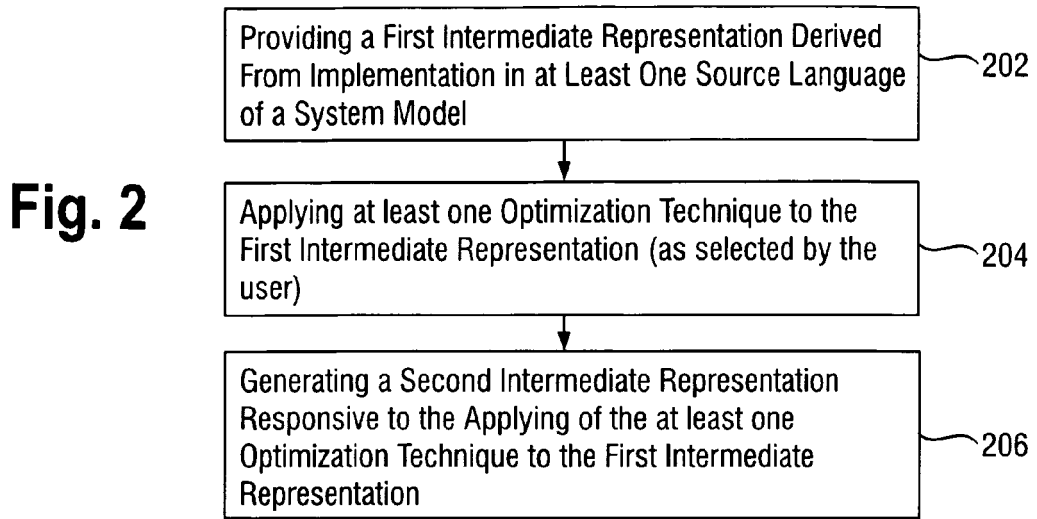 Providing a First Intermediate Representation Derived
From Implementation in at Least One Source Language
of a System Model
202
Fig. 2
Applying at least one Optimization Technique to the
First Intermediate Representation (as selected by the
user)
204
Generating a Second Intermediate Representation
Responsive to the Applying of the at least one
Optimization Technique to the First Intermediate
Representation
206